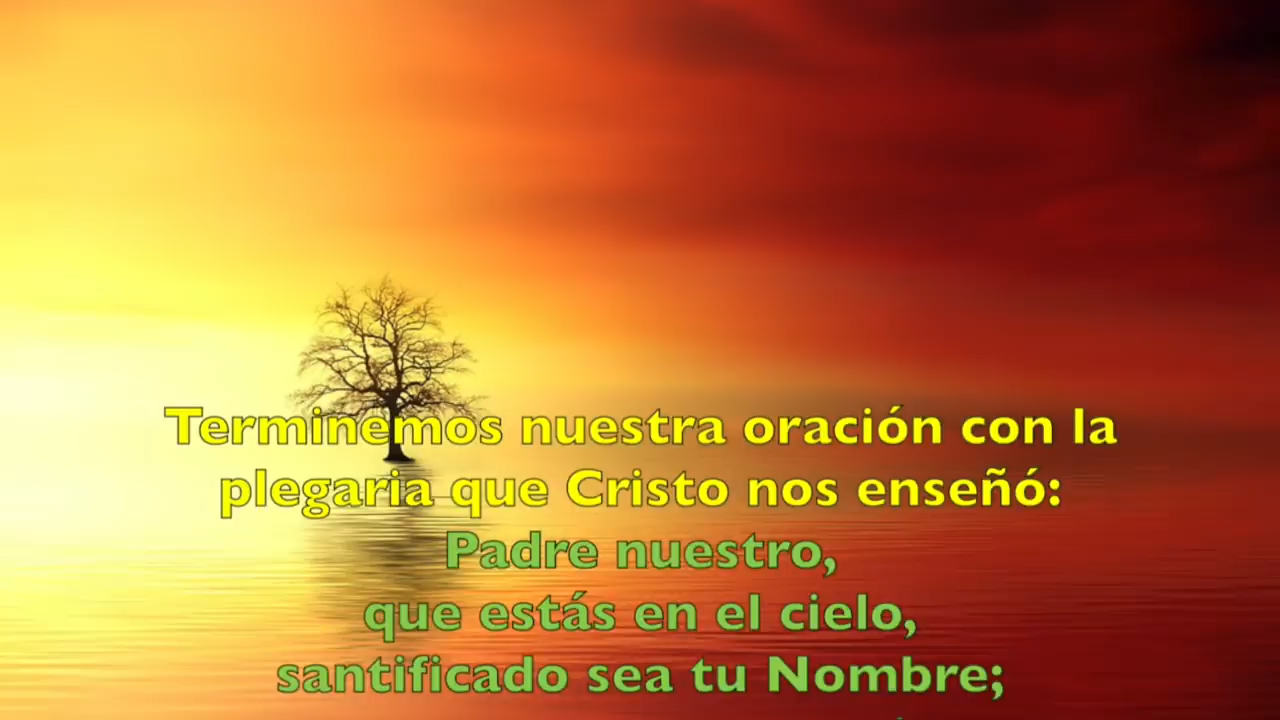 Terminemos nuestra oración con la
plegaria que Cristo nos enseñó:
Padre nuestro,
que estás en el cielo,
santificado sea tu Nombre;